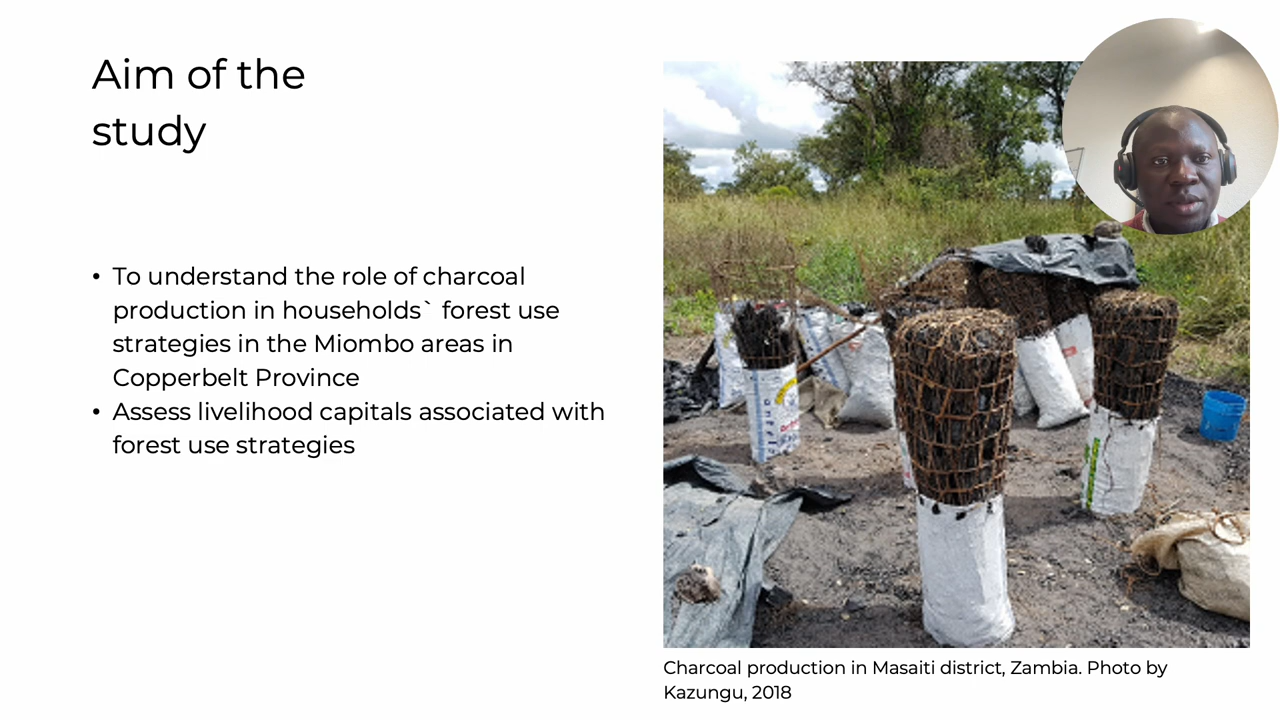 Aim of the
study
• To understand the role of charcoal
production in households` forest use
strategies in the Miombo areas in
Copperbelt Province
• Assess livelihood capitals associated with
forest use strategies
Charcoal production in Masaiti district, Zambia. Photo by
Kazungu, 2018